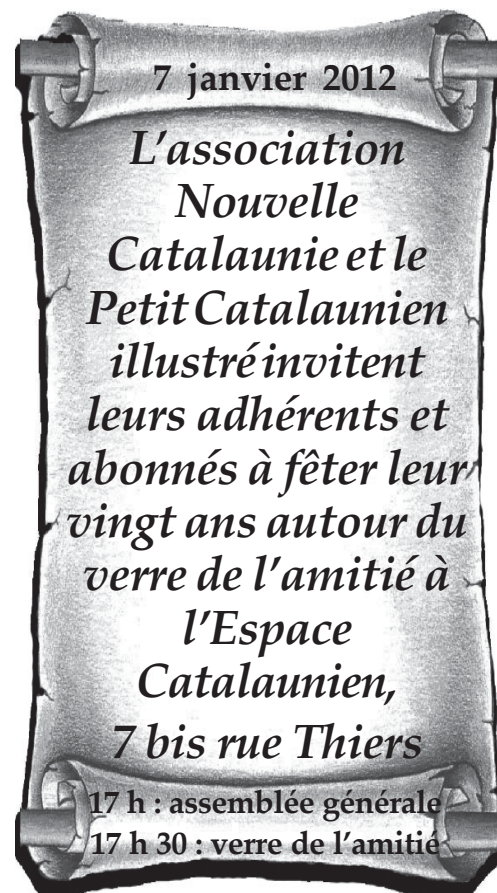 7 janvier 2012
L’association
Nouvelle
Catalaunie et le
Petit Catalaunien
illustré invitent
leurs adhérents et
abonnés à fêter leur
vingt ans autour du
verre de l’amitié à
l’Espace
Catalaunien,
7 bis rue Thiers
17 h : assemblée générale
17 h 30 : verre de l’amitié